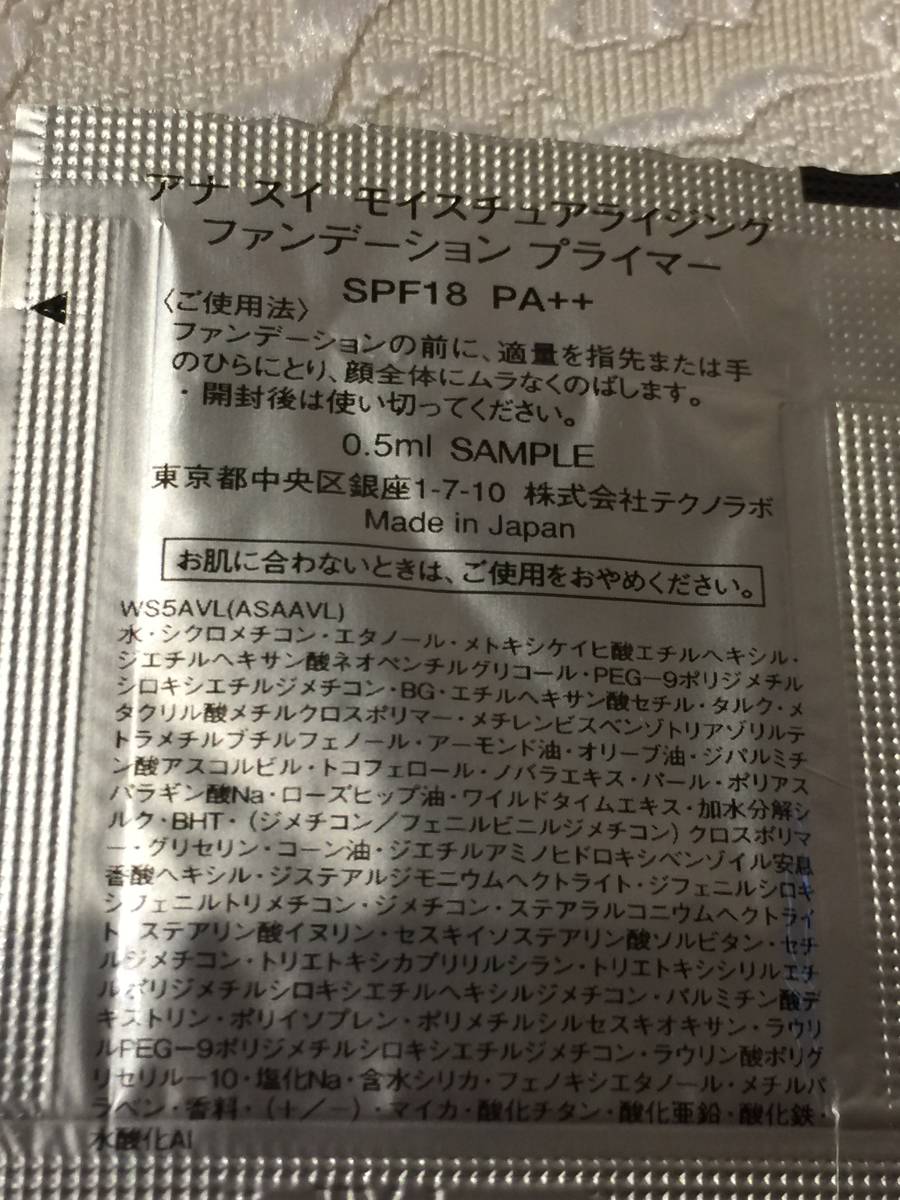 アナ スイ モイスチュアライジング
ファンデーション プライマー
SPF18 PA++
〈ご使用法〉
ファンデーションの前に、適量を指先または手
のひらにとり、顔全体にムラなくのばします。
・開封後は使い切ってください。
0.5ml SAMPLE
東京都中央区銀座1-7-10 株式会社テクノラボ
Made in Japan
お肌に合わないときは、ご使用をおやめください。
WS5AVL(ASAAVL)
水・シクロメチコン・エタノール・メトキシケイヒ酸エチルヘキシル・
ジエチルヘキサン酸ネオペンチルグリコール・PEG-9ポリジメチル
シロキシエチルジメチコン・BG・エチルヘキサン酸セチル・タルク・メ
タクリル酸メチルクロスポリマー・メチレンビスベンゾトリアゾリルテ
トラメチルブチルフェノール・アーモンド油・オリーブ油・ジパルミチ
ン酸アスコルビル・トコフェロール・ノバラエキス・パール・ポリアス
パラギン酸Na・ローズヒップ油・ワイルドタイムエキス・加水分解シ
ルク・BHT・(ジメチコン/フェニルビニルジメチコン)クロスポリマ
ー・グリセリン・コーン油・ジエチルアミノヒドロキシベンゾイル安息
香酸ヘキシル・ジステアルジモニウムヘクトライト・ジフェニルシロキ
シフェニルトリメチコン・ジメチコン・ステアラルコニウムヘクトライ
ト・ステアリン酸イヌリン・セスキイソステアリン酸ソルビタン・セチ
ルジメチコン・トリエトキシカプリリルシラン・トリエトキシシリルエチ
ルポリジメチルシロキシエチルヘキシルジメチコン・パルミチン酸デ
キストリン・ポリイソプレン・ポリメチルシルセスキオキサン・ラウリ
ルPEG-9ポリジメチルシロキシエチルジメチコン・ラウリン酸ポリグ
リセリル-10・塩化Na・含水シリカ・フェノキシエタノール・メチルパ
ラベン・香料・(+/-)・マイカ・酸化チタン・酸化亜鉛・酸化鉄・
水酸化Al